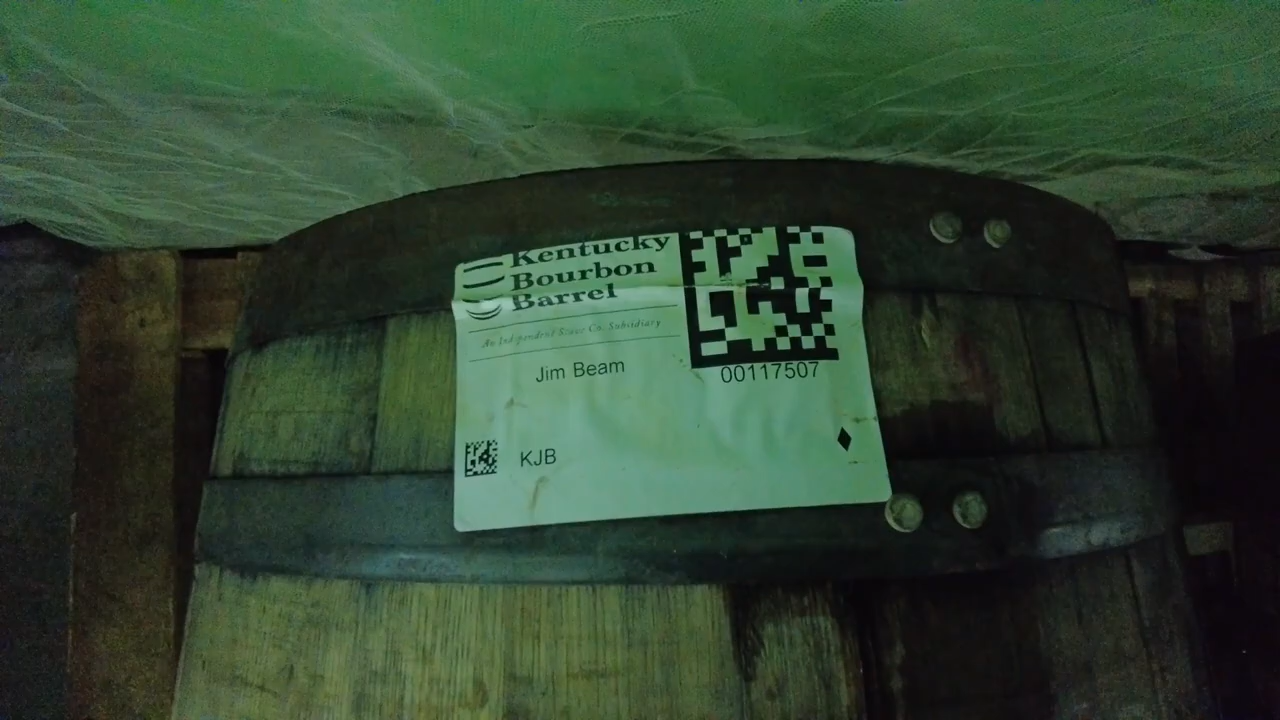 Kentucky
Bourbon
Barrel
An Independent Stave Co. Subsidiary
Jim Beam
00117507
KJB